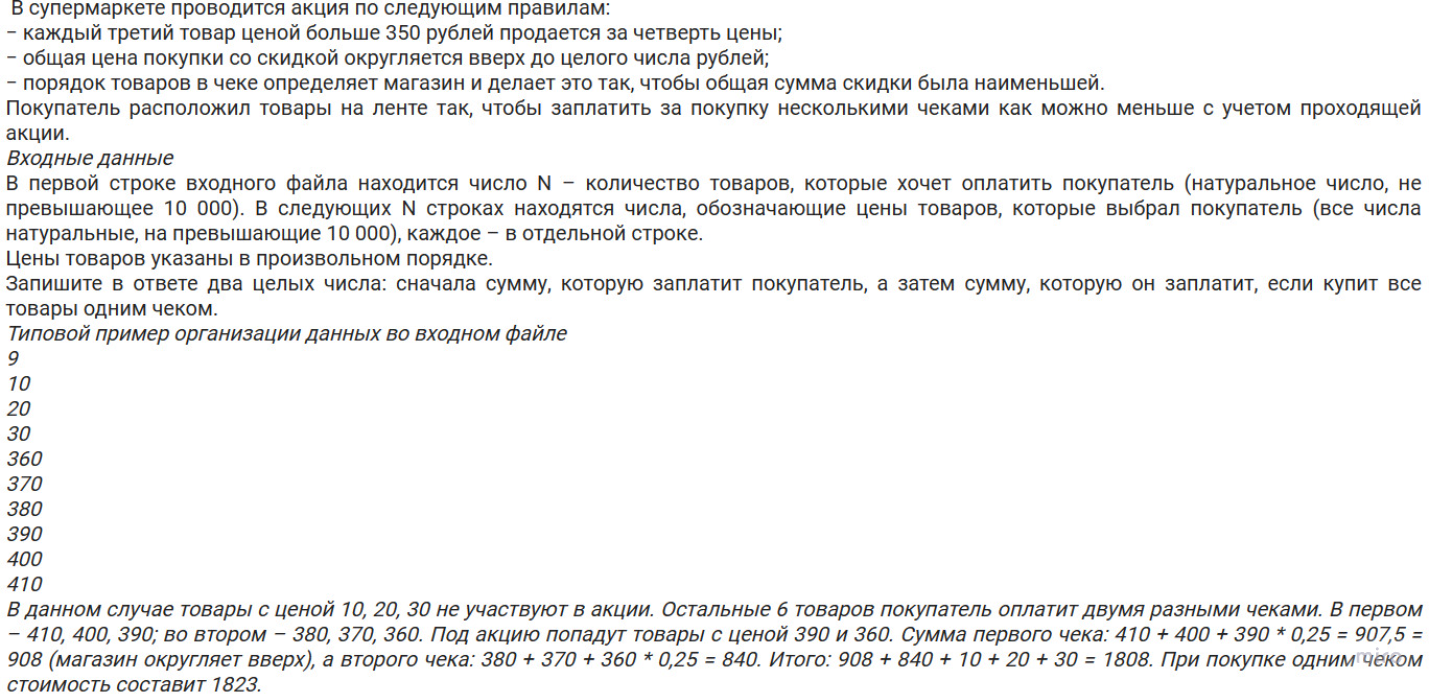 В супермаркете проводится акция по следующим правилам:
− каждый третий товар ценой больше 350 рублей продается за четверть цены;
− общая цена покупки со скидкой округляется вверх до целого числа рублей;
− порядок товаров в чеке определяет магазин и делает это так, чтобы общая сумма скидки была наименьшей.
Покупатель расположил товары на ленте так, чтобы заплатить за покупку несколькими чеками как можно меньше с учетом проходящей
акции.
Входные данные
В первой строке входного файла находится число N − количество товаров, которые хочет оплатить покупатель (натуральное число, не
превышающее 10 000). В следующих N строках находятся числа, обозначающие цены товаров, которые выбрал покупатель (все числа
натуральные, на превышающие 10 000), каждое − в отдельной строке.
Цены товаров указаны в произвольном порядке.
Запишите в ответе два целых числа: сначала сумму, которую заплатит покупатель, а затем сумму, которую он заплатит, если купит все
товары одним чеком.
Типовой пример организации данных во входном файле
9
10
20
30
360
370
380
390
400
410
В данном случае товары с ценой 10, 20, 30 не участвуют в акции. Остальные 6 товаров покупатель оплатит двумя разными чеками. В первом
− 410, 400, 390; во втором − 380, 370, 360. Под акцию попадут товары с ценой 390 и 360. Сумма первого чека: 410 + 400 + 390 * 0,25 = 907,5 =
908 (магазин округляет вверх), а второго чека: 380 + 370 + 360 * 0,25 = 840. Итого: 908 + 840 + 10 + 20 + 30 = 1808. При покупке одним чеком
стоимость составит 1823.
miro